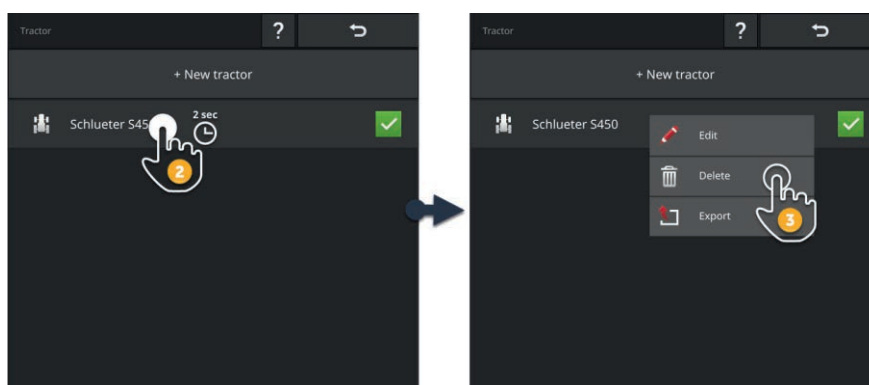 Tractor
?
+ New tractor
Schlueter S45
2 sec
2
Tractor
?
+ New tractor
Schlueter S450
Edit
Delete
Export
3